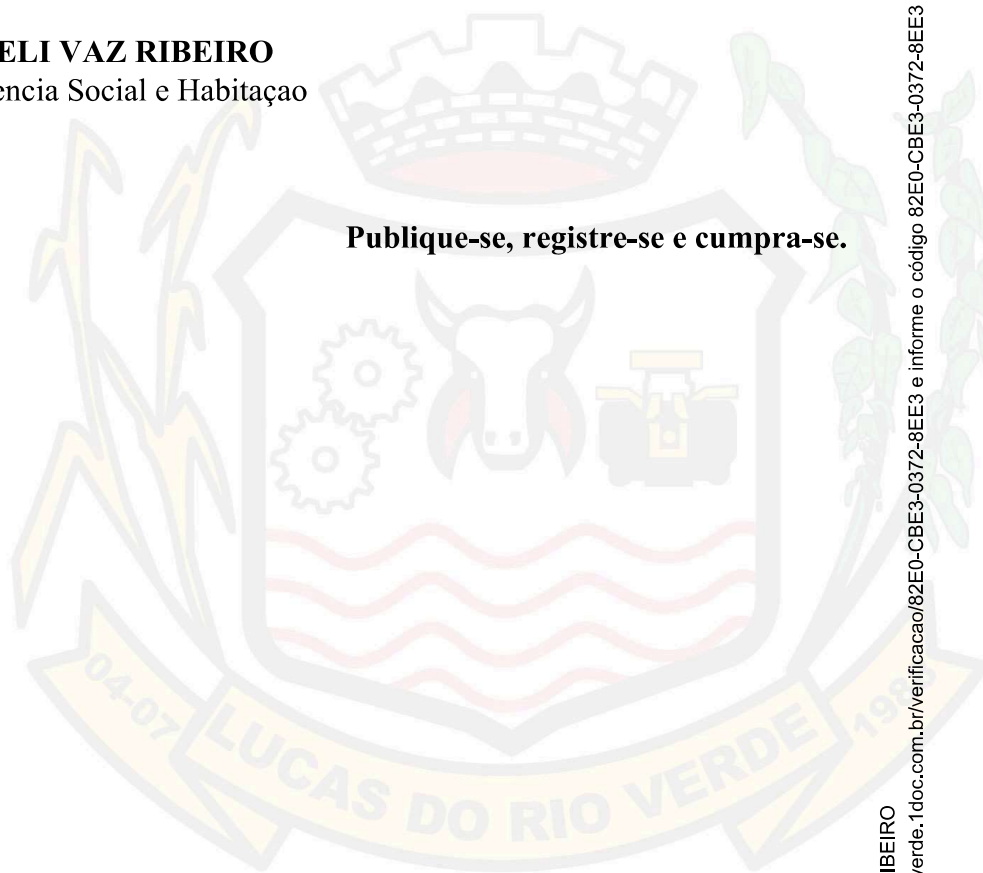 ELI VAZ RIBEIRO
encia Social e Habitaçao
Publique-se, registre-se e cumpra-se.
04-07
LUCAS DO RIO VERDE
IBEIRO
verde.1doc.com.br/verificacao/82E0-CBE3-0372-8EE3 e informe o código 82E0-CBE3-0372-8EE3